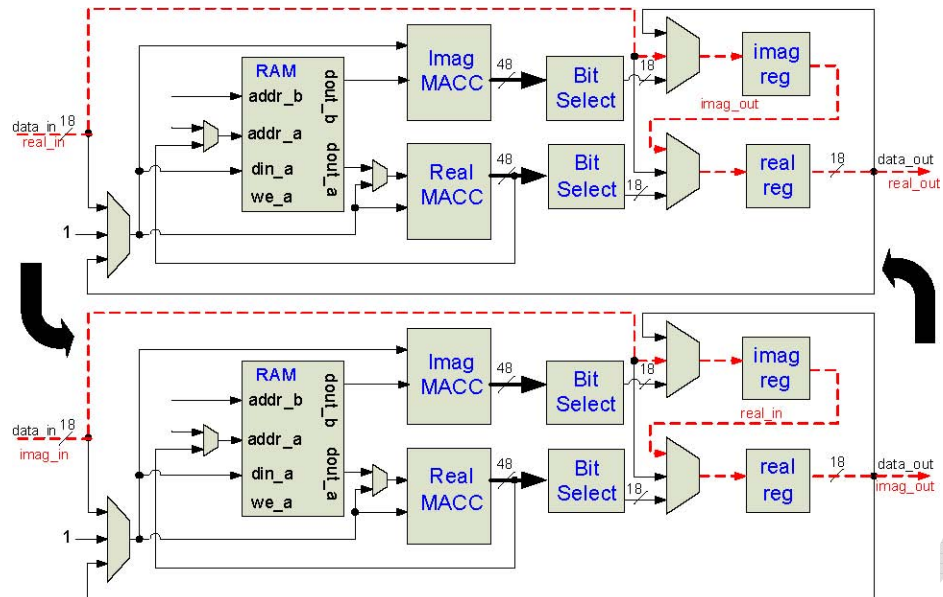 RAM
addr_b
addr_a
din_a
we_a
dout_b
dout_a
Imag
MACC
48
Bit
Select
18
imag
reg
imag_out
data_in 18
real_in
Real
MACC
48
Bit
Select
18
real
reg
18
data_out
real_out
1
RAM
addr_b
addr_a
din_a
we_a
dout_b
dout_a
Imag
MACC
48
Bit
Select
18
imag
reg
real_in
data_in 18
imag_in
Real
MACC
48
Bit
Select
18
real
reg
18
data_out
imag_out
1